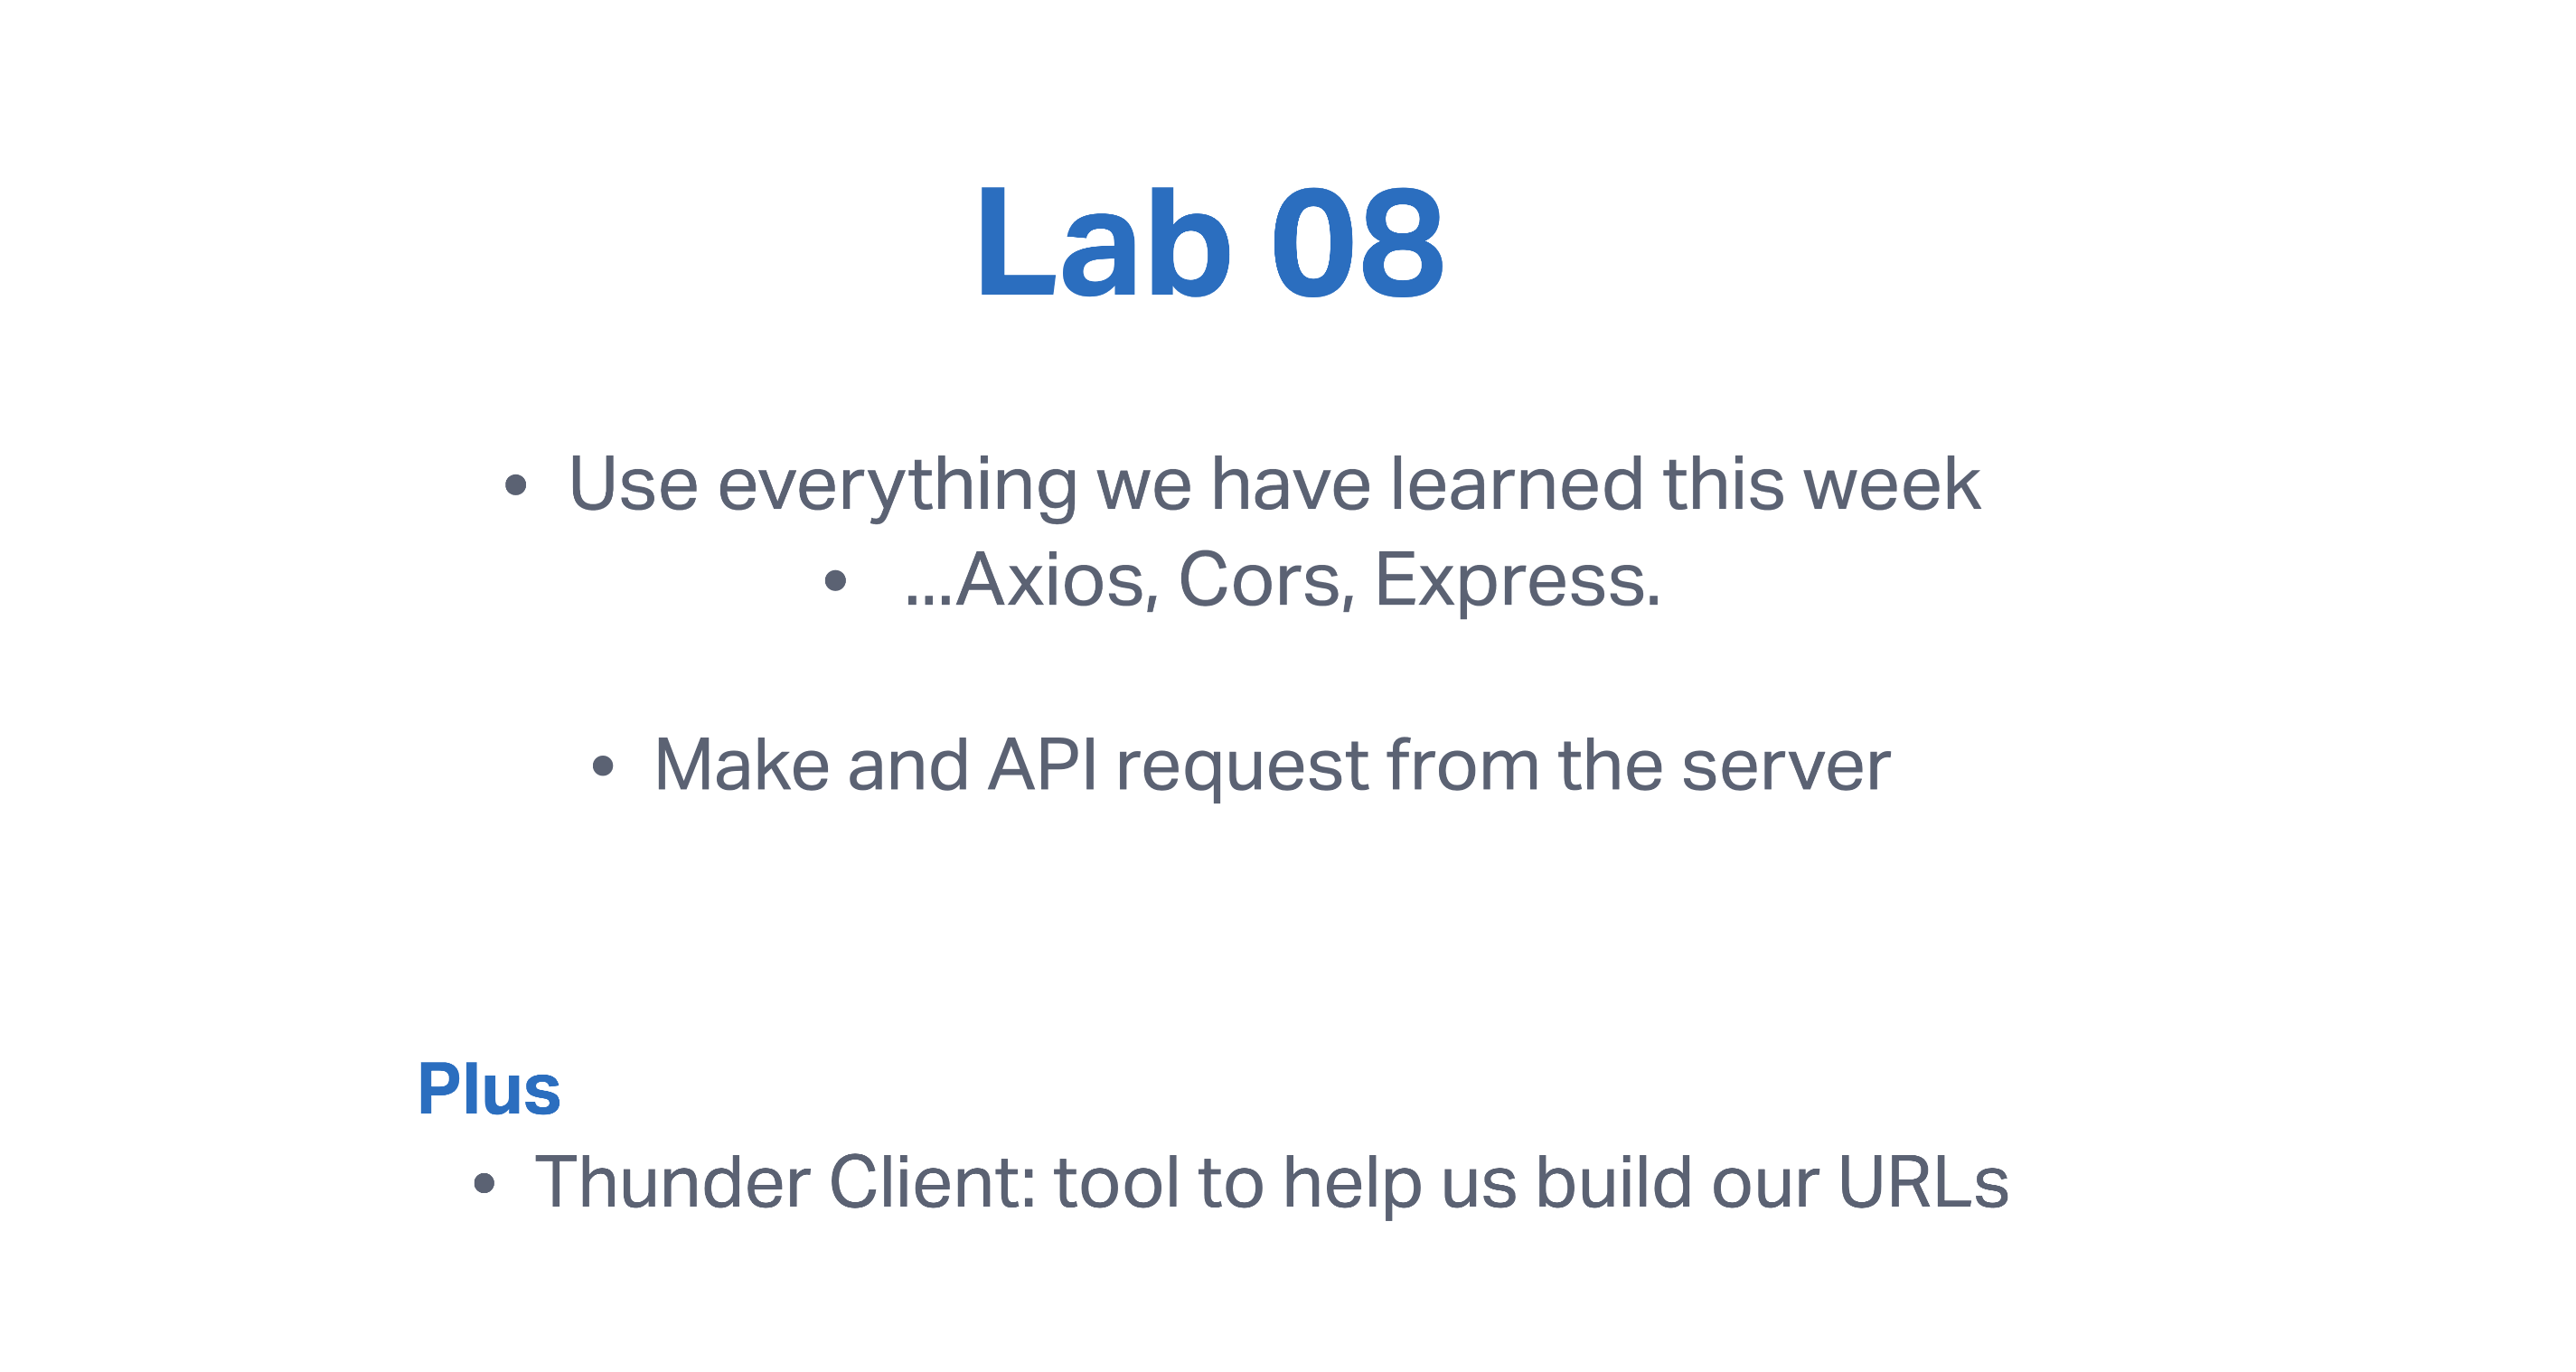 Lab 08
• Use everything we have learned this week
• ...Axios, Cors, Express.
• Make and API request from the server
Plus
• Thunder Client: tool to help us build our URLs